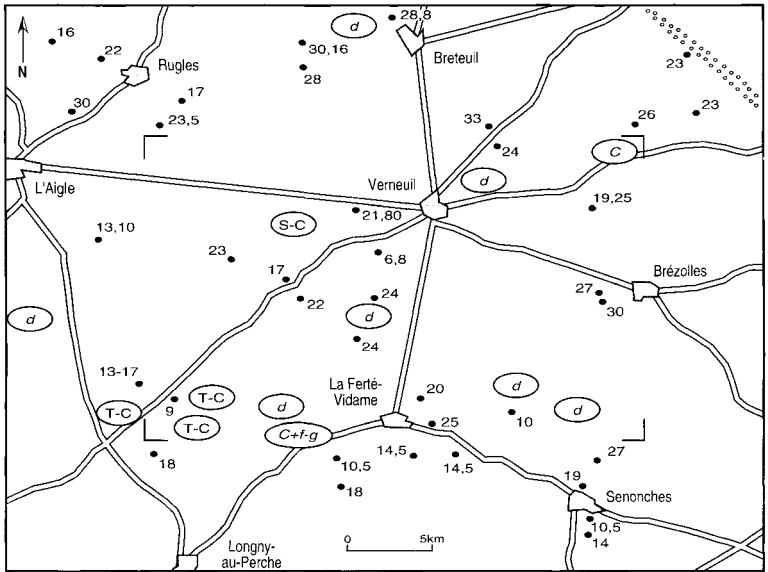 28,8
d
16
30,16
22
Breteuil
N
Rugles
28
23
17
30
23
33
26
23,5
24
C
L'Aigle
d
Verneuil
21,80
19,25
S-C
13,10
6,8
23
Brézolles
17
27
22
24
30
d
d
24
13-17
La Ferté-
Vidame
20
d
T-C
9
T-C
d
10
d
T-C
25
C+f-g
18
10,5
14,5
14,5
27
18
19
Senonches
10,5
14
Longny-
au-Perche
0
5km